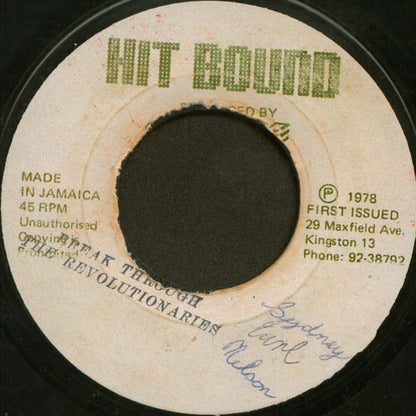 HIT BOUND
BY
MADE
IN JAMAICA
45 RPM
Unauthorised
Copying
Prohibited
BREAK THROUGH
THE REVOLUTIONARIES
Ⓟ 1978
FIRST ISSUED
29 Maxfield Ave.
Kingston 13
Phone: 92-38792
Sydney
Earl
Nelson